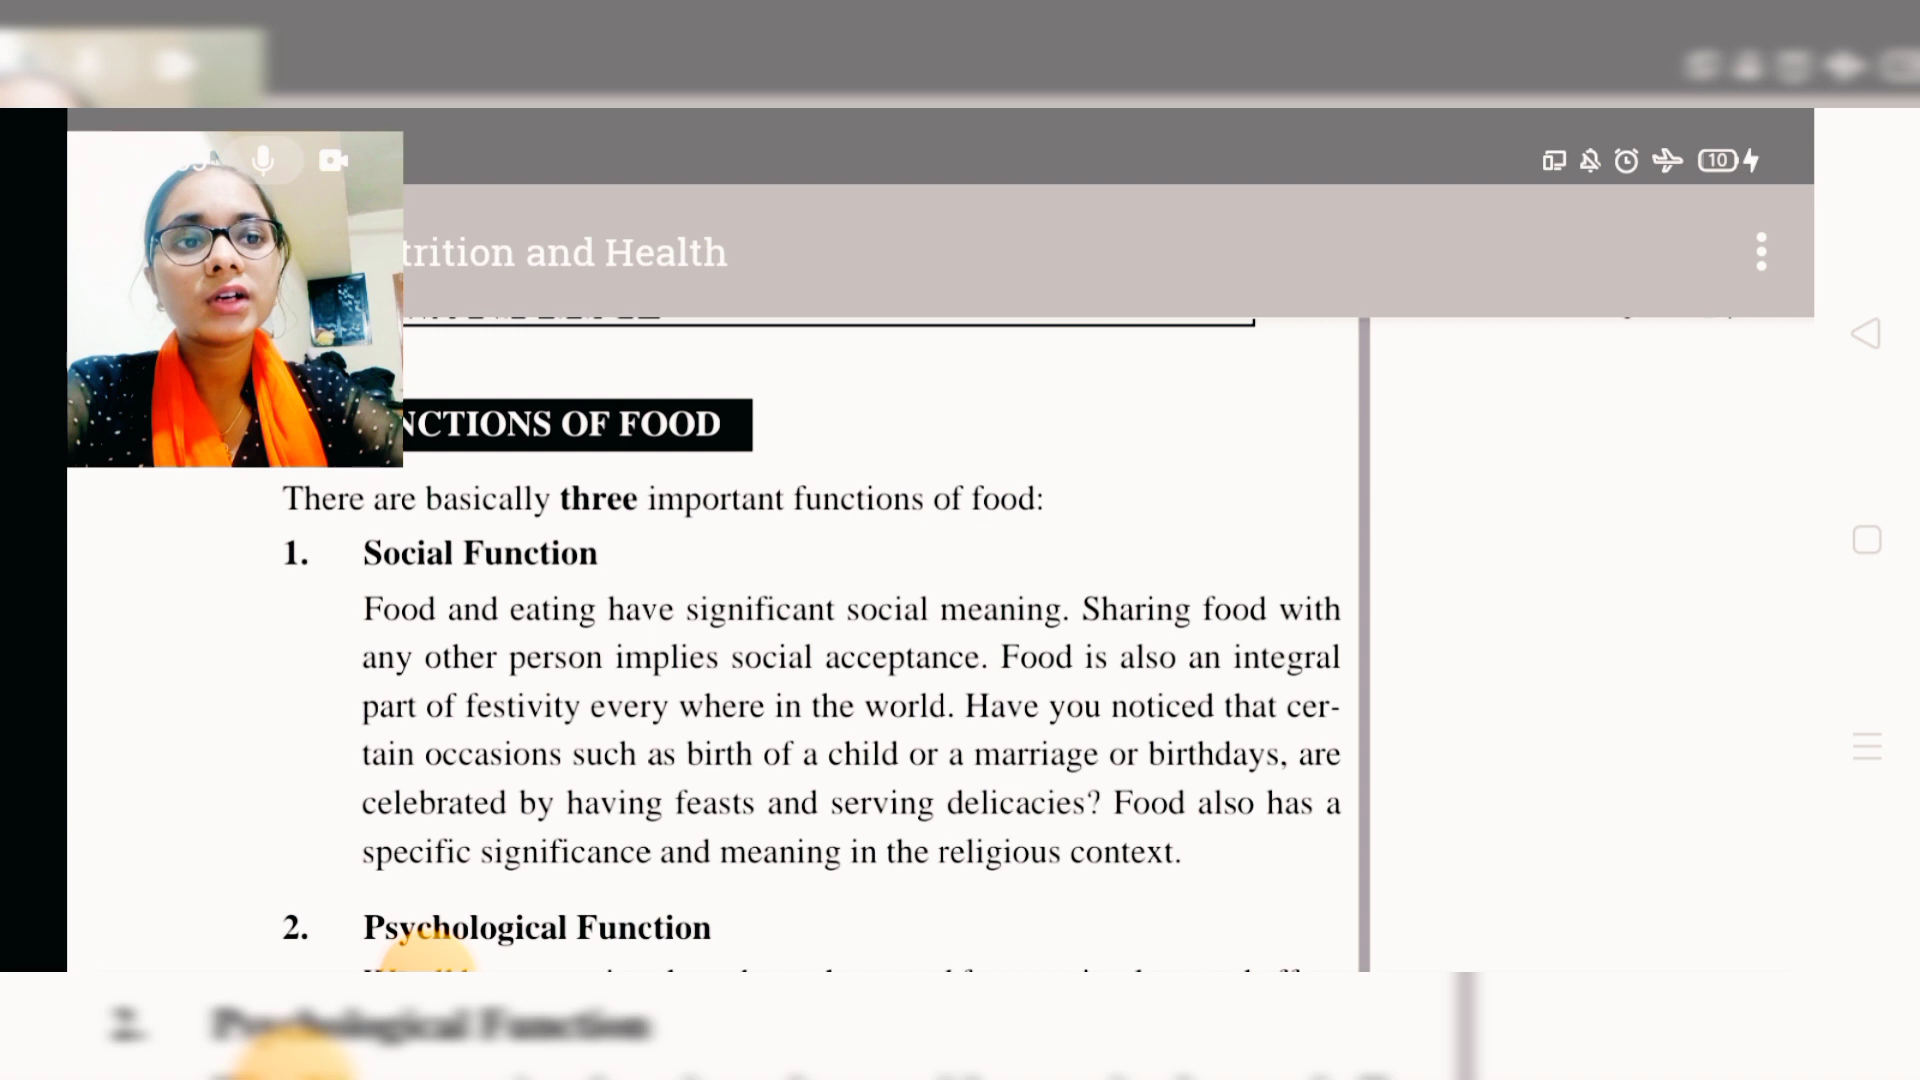 10
trition and Health
NCTIONS OF FOOD
There are basically three important functions of food:
1. Social Function
Food and eating have significant social meaning. Sharing food with
any other person implies social acceptance. Food is also an integral
part of festivity every where in the world. Have you noticed that cer-
tain occasions such as birth of a child or a marriage or birthdays, are
celebrated by having feasts and serving delicacies? Food also has a
specific significance and meaning in the religious context.
2. Psychological Function
2. Psychological Function